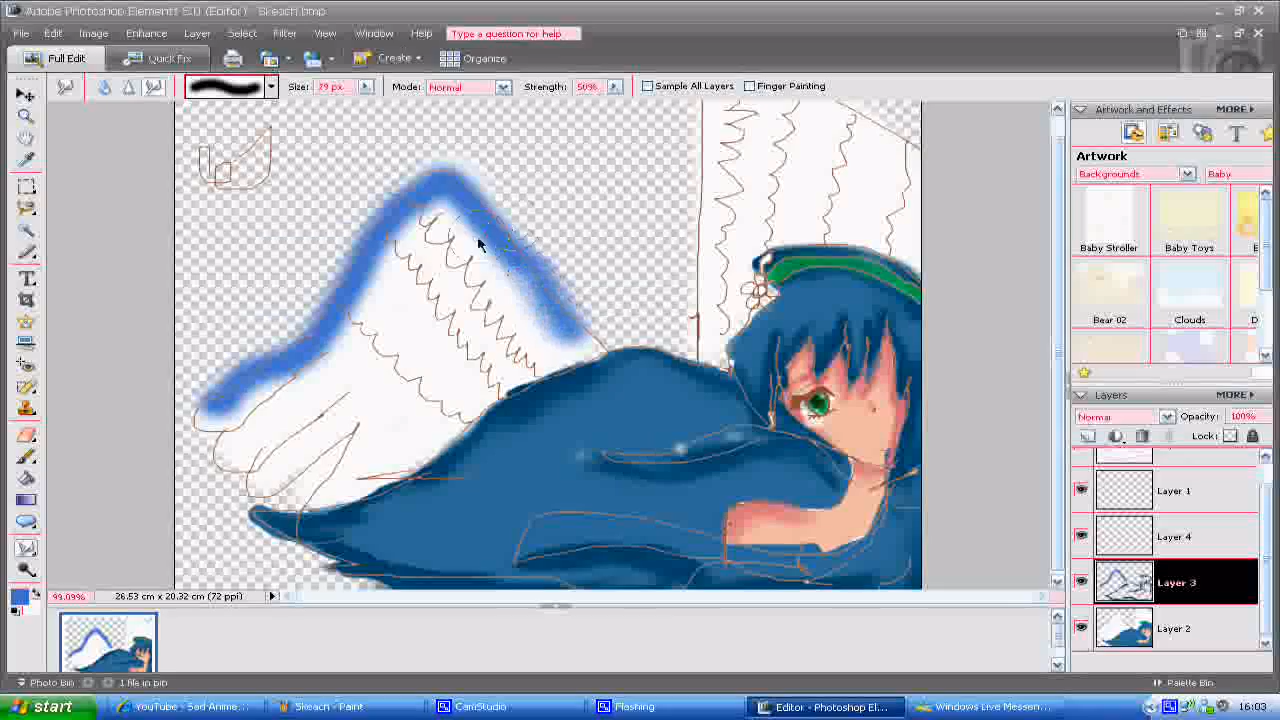 Adobe Photoshop Elements 5.0 (Editor) Skeach.bmp
File Edit Image Enhance Layer Select Filter View Window Help Type a question for help
Full Edit Quick Fix Create Organize
Size: 79 px Mode: Normal Strength: 50% Sample All Layers Finger Painting
Artwork and Effects MORE
Artwork
Backgrounds Baby
Baby Stroller Baby Toys
Bear 02 Clouds
Layers MORE
Normal Opacity: 100%
Lock:
Layer 1
Layer 4
Layer 3
Layer 2
99.09% 26.53 cm x 20.32 cm (72 ppi)
Photo Bin 1 file in bin Palette Bin
start YouTube - Sad Anime... Skeach - Paint CamStudio Flashing Editor - Photoshop El... Windows Live Messen... 16:03